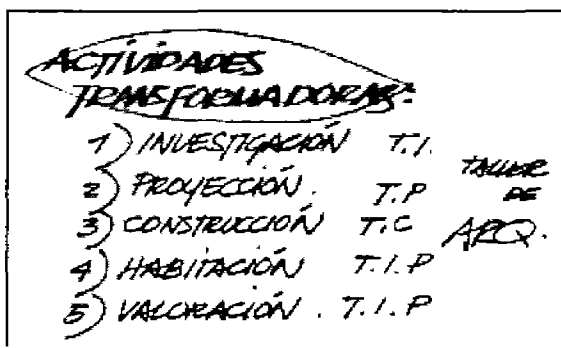 ACTIVIDADES
TRANSFORMADORAS:
1) INVESTIGACIÓN T.I.
2) PROYECCIÓN. T.P
3) CONSTRUCCIÓN T.C
4) HABITACIÓN T.I.P
5) VALORACIÓN. T.I.P
TALLER
DE
ARQ.